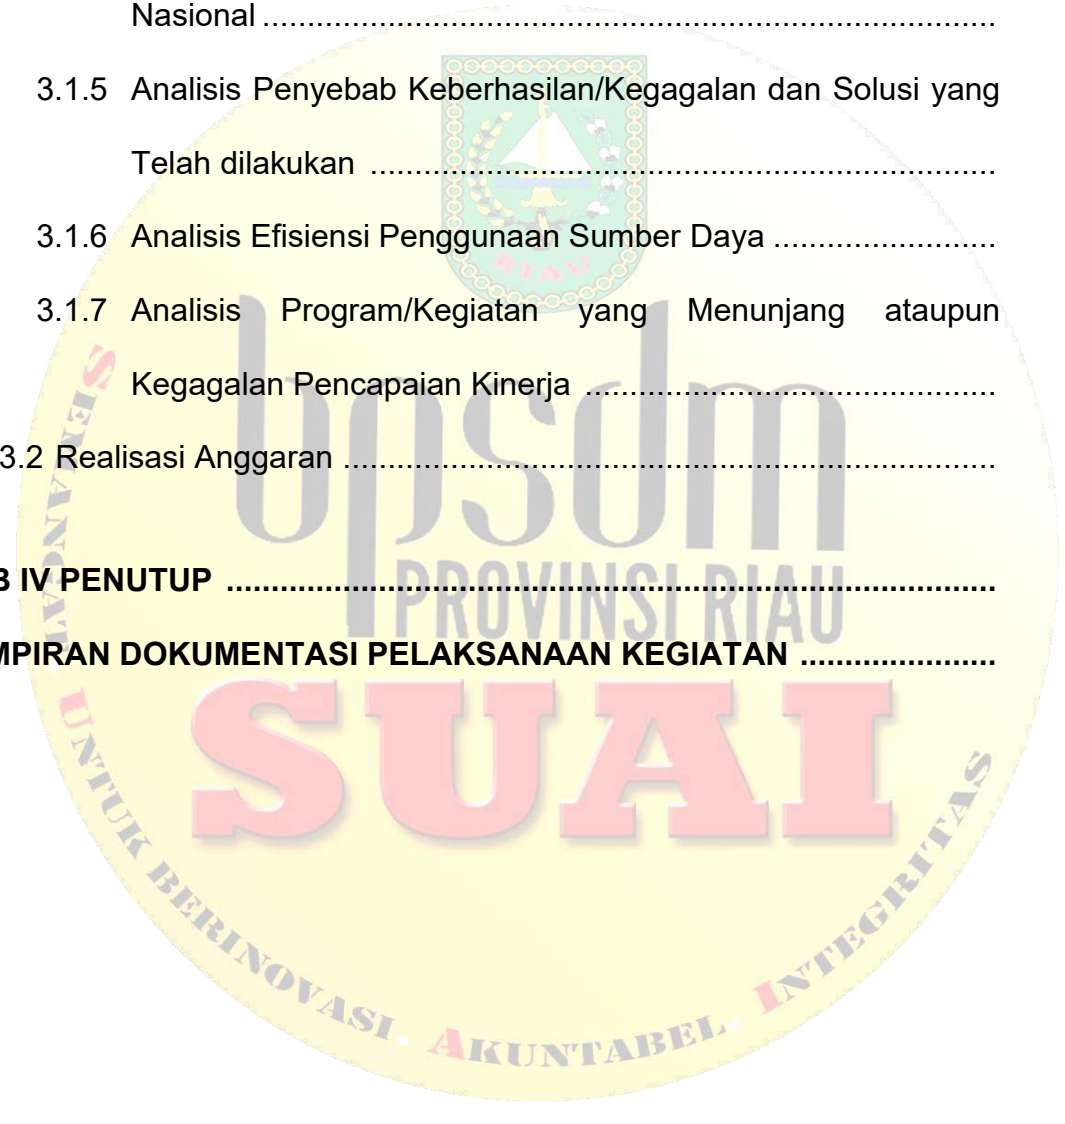 Nasional ....................................................................................
3.1.5 Analisis Penyebab Keberhasilan/Kegagalan dan Solusi yang
Telah dilakukan ........................................................................
3.1.6 Analisis Efisiensi Penggunaan Sumber Daya .........................
3.1.7 Analisis Program/Kegiatan yang Menunjang ataupun
Kegagalan Pencapaian Kinerja ...............................................
3.2 Realisasi Anggaran ...........................................................................
B IV PENUTUP ......................................................................................
MPIRAN DOKUMENTASI PELAKSANAAN KEGIATAN ......................
RIAU
bpsdm
PROVINSI RIAU
SUAI
SEMANGAT UNTUK BERINOVASI. AKUNTABEL. INTEGRITAS